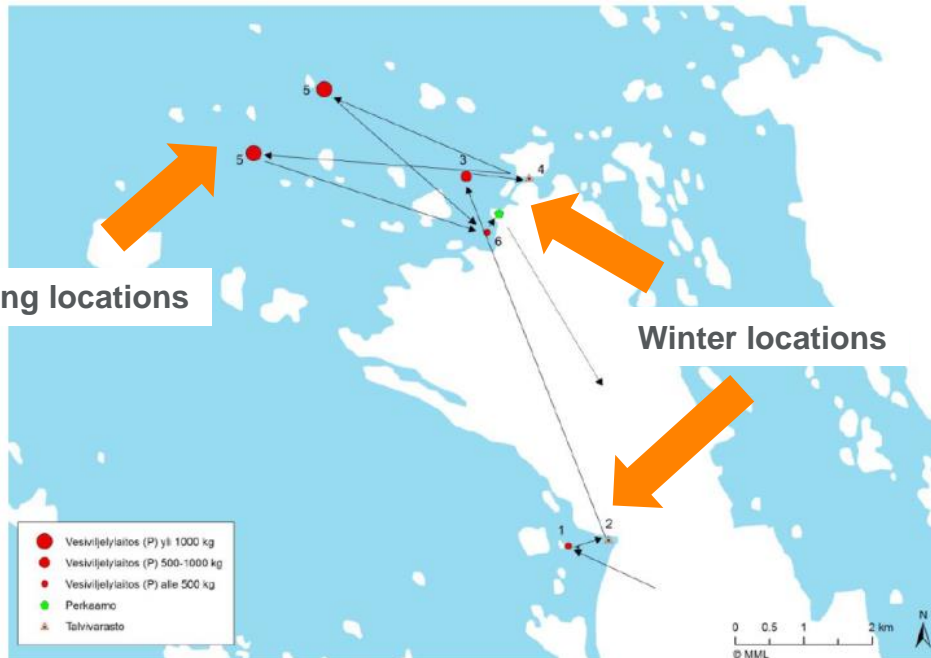 5
3
4
5
6
ng locations
Winter locations
1
2
Vesiviljelylaitos (P) yli 1000 kg
Vesiviljelylaitos (P) 500-1000 kg
Vesiviljelylaitos (P) alle 500 kg
Perkaamo
Talvivarasto
N
0 0.5 1 2 km
© MML